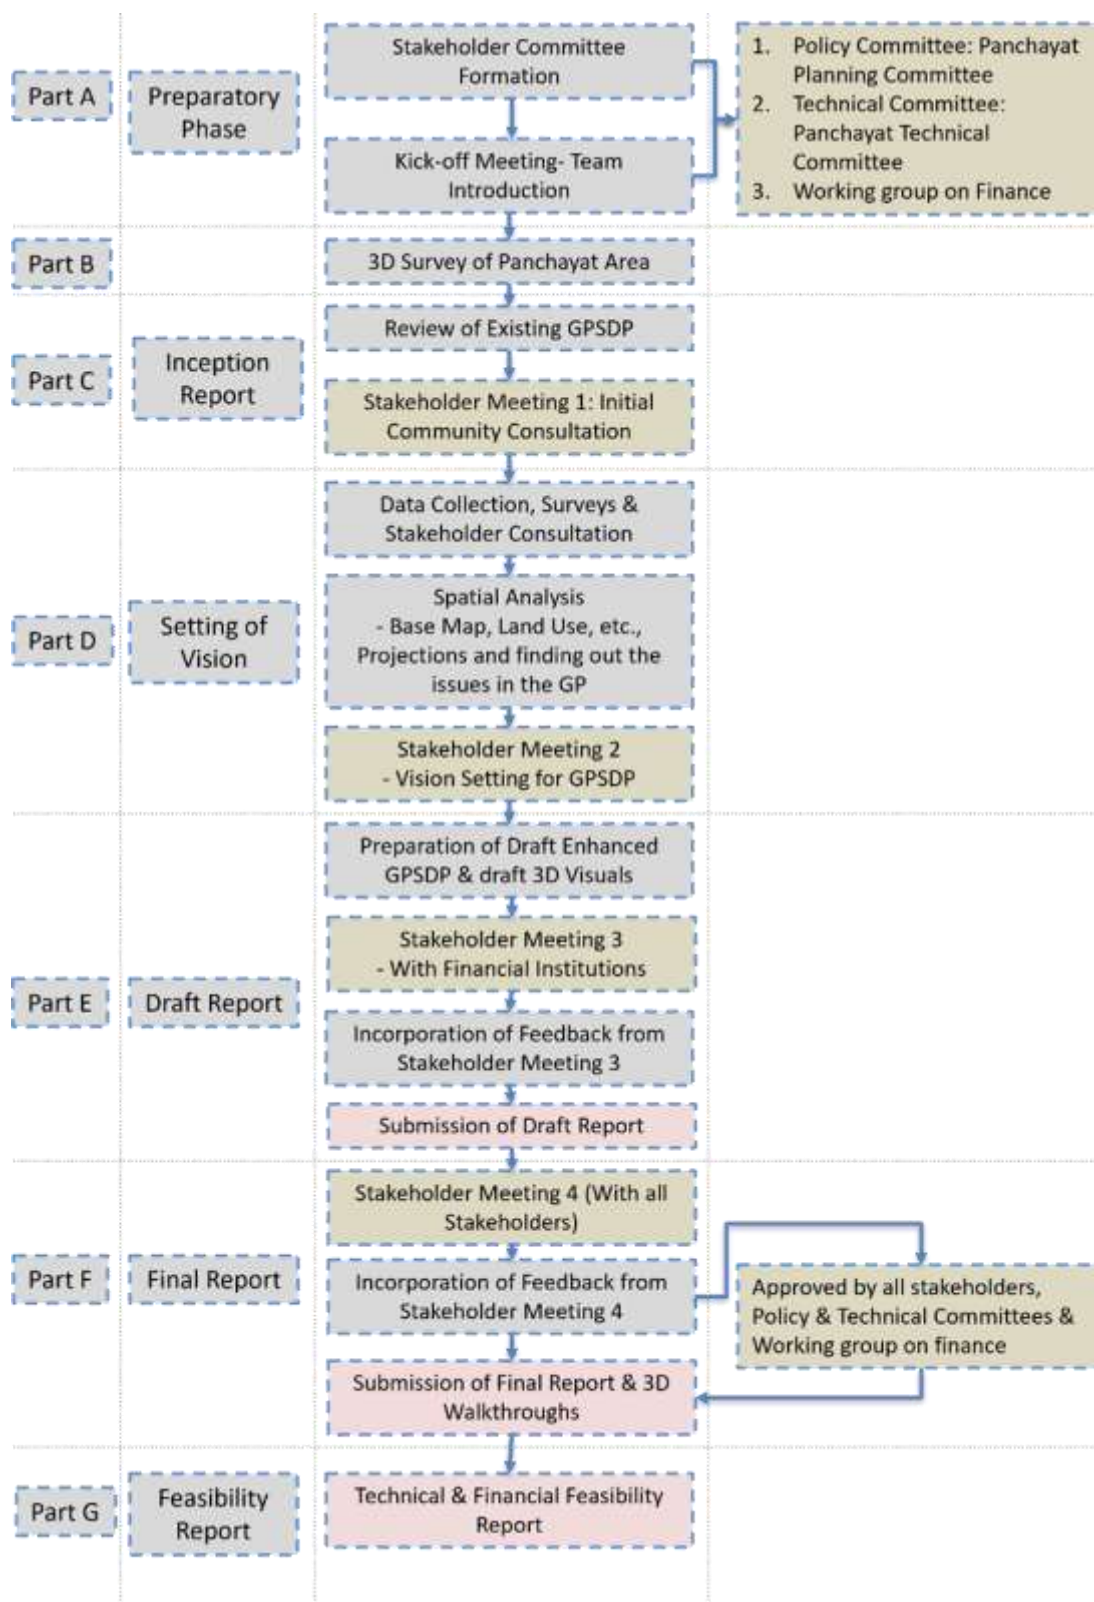 Part A
Preparatory
Phase
Stakeholder Committee
Formation
Kick-off Meeting- Team
Introduction
1. Policy Committee: Panchayat
Planning Committee
2. Technical Committee:
Panchayat Technical
Committee
3. Working group on Finance
Part B
3D Survey of Panchayat Area
Part C
Inception
Report
Review of Existing GPSDP
Stakeholder Meeting 1: Initial
Community Consultation
Part D
Setting of
Vision
Data Collection, Surveys &
Stakeholder Consultation
Spatial Analysis
- Base Map, Land Use, etc.,
Projections and finding out the
issues in the GP
Stakeholder Meeting 2
- Vision Setting for GPSDP
Part E
Draft Report
Preparation of Draft Enhanced
GPSDP & draft 3D Visuals
Stakeholder Meeting 3
- With Financial Institutions
Incorporation of Feedback from
Stakeholder Meeting 3
Submission of Draft Report
Part F
Final Report
Stakeholder Meeting 4 (With all
Stakeholders)
Incorporation of Feedback from
Stakeholder Meeting 4
Approved by all stakeholders,
Policy & Technical Committees &
Working group on finance
Submission of Final Report & 3D
Walkthroughs
Part G
Feasibility
Report
Technical & Financial Feasibility
Report